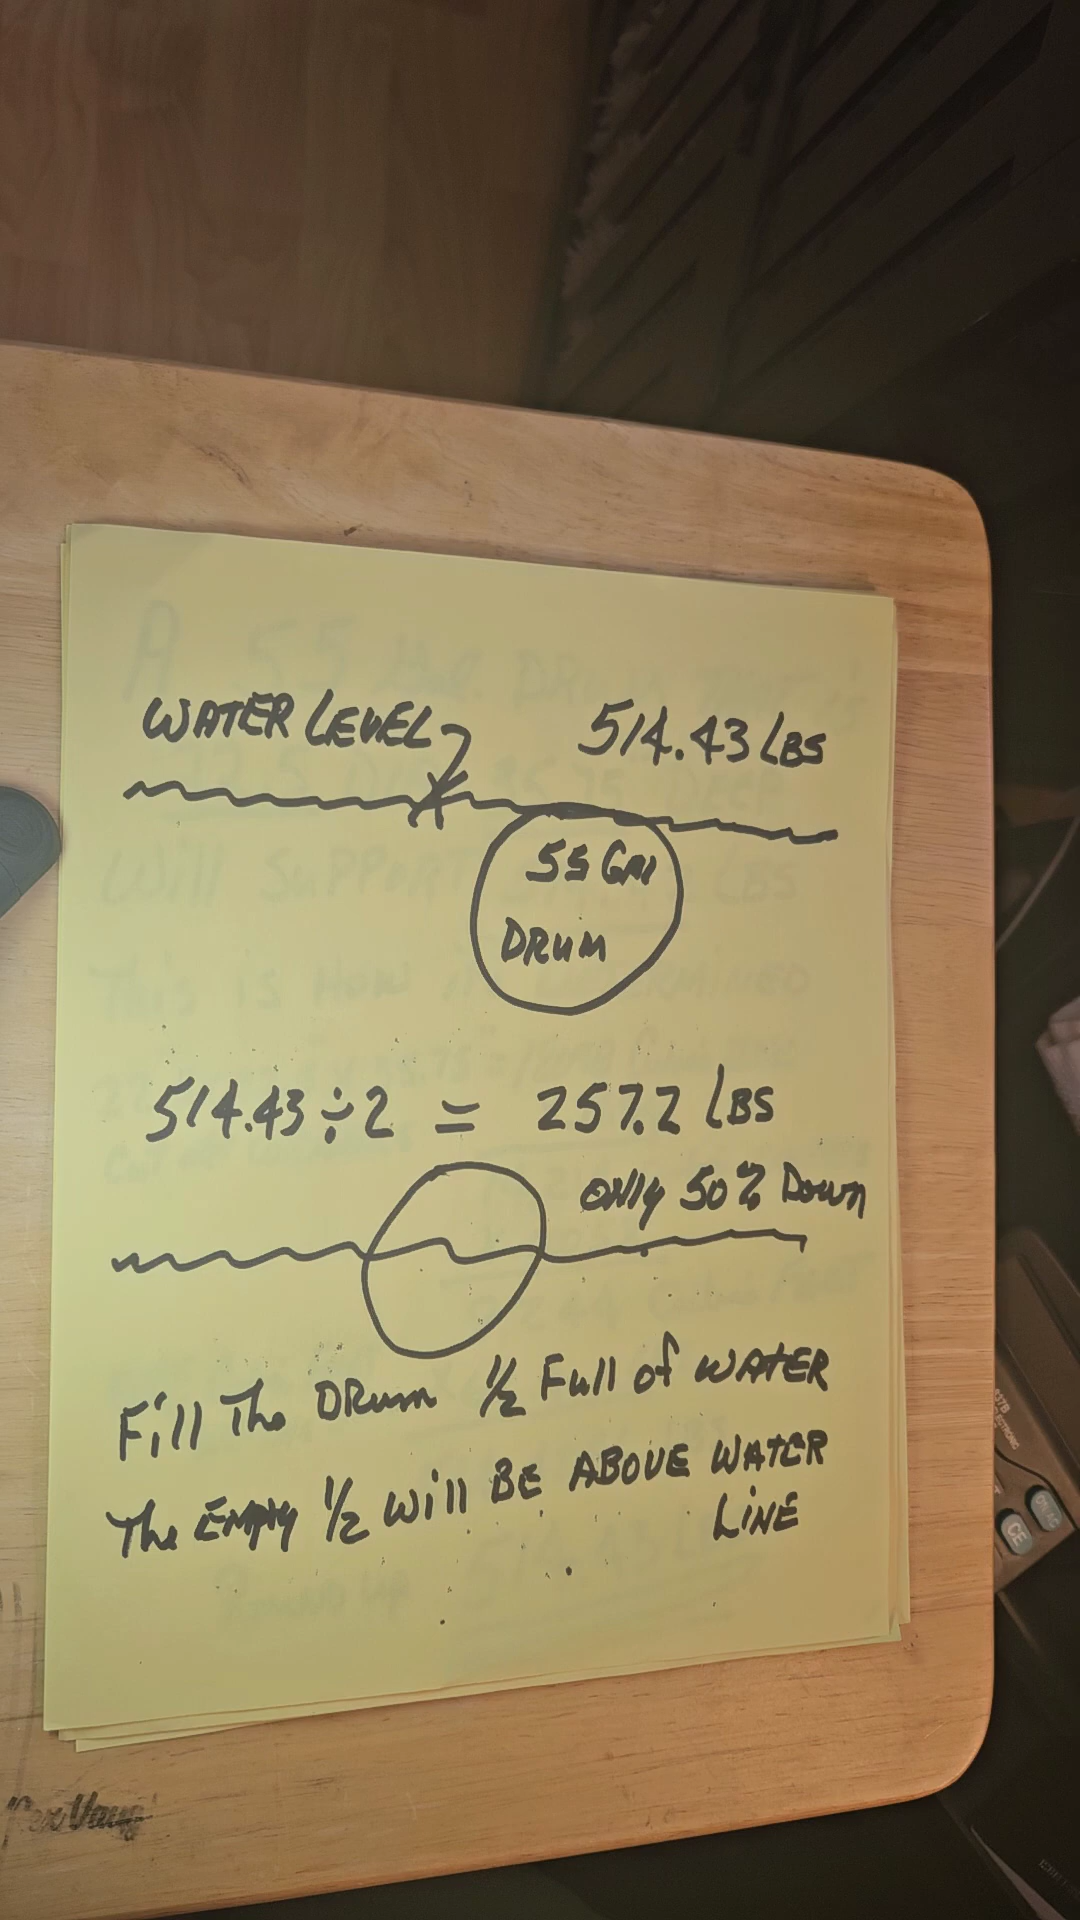 WATER LEVEL
514.43 LBS
55 GAl
DRUM
514.43 ÷ 2 = 257.2 LBS
ONly 50% DOWN
Fill The DRum ½ Full of WATER
The Empty ½ Will BE ABOVE WATER
LiNE
CE